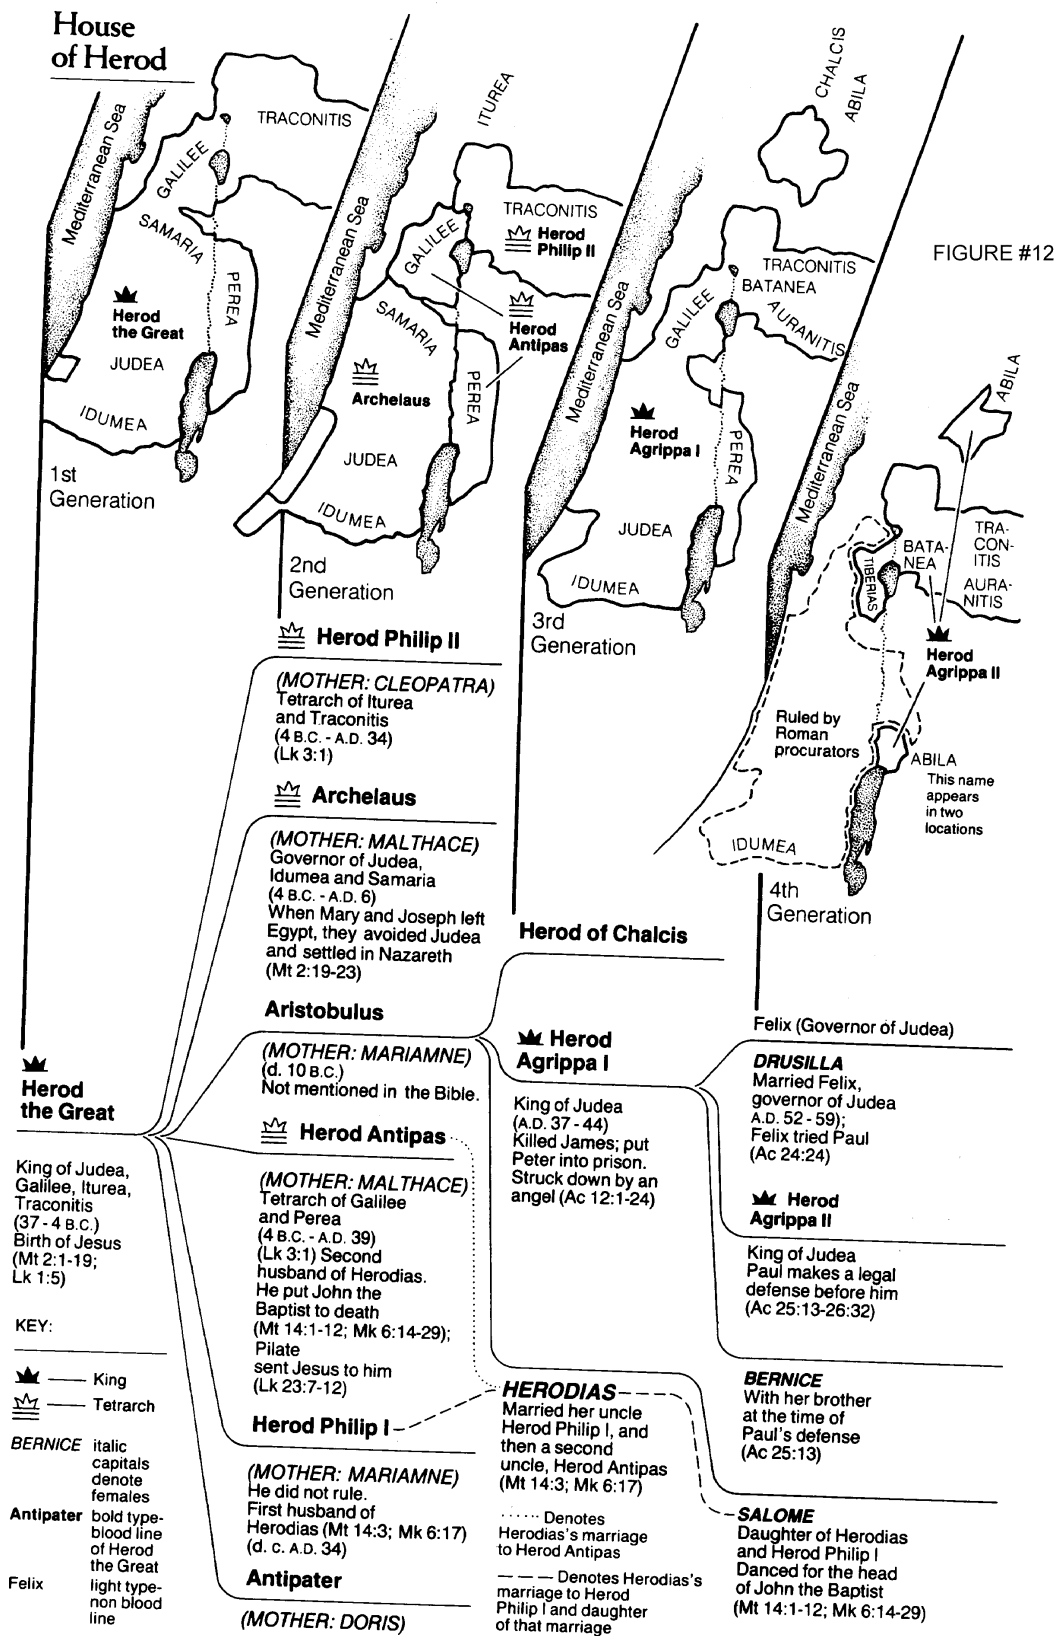 House
of Herod
FIGURE #12
Mediterranean Sea
TRACONITIS
GALILEE
SAMARIA
PEREA
Herod
the Great
JUDEA
IDUMEA
1st
Generation
Mediterranean Sea
ITUREA
TRACONITIS
Herod
Philip II
GALILEE
Herod
Antipas
SAMARIA
PEREA
Archelaus
JUDEA
IDUMEA
2nd
Generation
Mediterranean Sea
CHALCIS
ABILA
TRACONITIS
BATANEA
AURANITIS
GALILEE
Herod
Agrippa I
PEREA
JUDEA
IDUMEA
3rd
Generation
Mediterranean Sea
ABILA
TRA-
CON-
ITIS
BATA-
NEA
AURA-
NITIS
TIBERIAS
Herod
Agrippa II
Ruled by
Roman
procurators
ABILA
This name
appears
in two
locations
IDUMEA
4th
Generation
Herod
the Great
King of Judea,
Galilee, Iturea,
Traconitis
(37 - 4 B.C.)
Birth of Jesus
(Mt 2:1-19;
Lk 1:5)
KEY:
King
Tetrarch
BERNICE italic
capitals
denote
females
Antipater bold type-
blood line
of Herod
the Great
Felix light type-
non blood
line
Herod Philip II
(MOTHER: CLEOPATRA)
Tetrarch of Iturea
and Traconitis
(4 B.C. - A.D. 34)
(Lk 3:1)
Archelaus
(MOTHER: MALTHACE)
Governor of Judea,
Idumea and Samaria
(4 B.C. - A.D. 6)
When Mary and Joseph left
Egypt, they avoided Judea
and settled in Nazareth
(Mt 2:19-23)
Aristobulus
(MOTHER: MARIAMNE)
(d. 10 B.C.)
Not mentioned in the Bible.
Herod Antipas
(MOTHER: MALTHACE)
Tetrarch of Galilee
and Perea
(4 B.C. - A.D. 39)
(Lk 3:1) Second
husband of Herodias.
He put John the
Baptist to death
(Mt 14:1-12; Mk 6:14-29);
Pilate
sent Jesus to him
(Lk 23:7-12)
Herod Philip I
(MOTHER: MARIAMNE)
He did not rule.
First husband of
Herodias (Mt 14:3; Mk 6:17)
(d. C. A.D. 34)
Antipater
(MOTHER: DORIS)
Herod of Chalcis
Herod
Agrippa I
King of Judea
(A.D. 37 - 44)
Killed James; put
Peter into prison.
Struck down by an
angel (Ac 12:1-24)
HERODIAS
Married her uncle
Herod Philip I, and
then a second
uncle, Herod Antipas
(Mt 14:3; Mk 6:17)
...... Denotes
Herodias's marriage
to Herod Antipas
— — — Denotes Herodias's
marriage to Herod
Philip I and daughter
of that marriage
Felix (Governor of Judea)
DRUSILLA
Married Felix,
governor of Judea
A.D. 52 - 59);
Felix tried Paul
(Ac 24:24)
Herod
Agrippa II
King of Judea
Paul makes a legal
defense before him
(Ac 25:13-26:32)
BERNICE
With her brother
at the time of
Paul's defense
(Ac 25:13)
SALOME
Daughter of Herodias
and Herod Philip I
Danced for the head
of John the Baptist
(Mt 14:1-12; Mk 6:14-29)